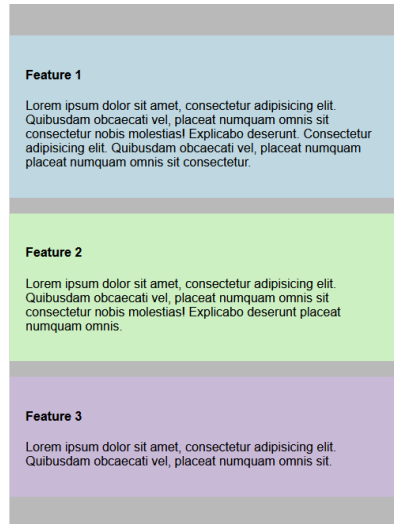 Feature 1
Lorem ipsum dolor sit amet, consectetur adipisicing elit.
Quibusdam obcaecati vel, placeat numquam omnis sit
consectetur nobis molestias! Explicabo deserunt. Consectetur
adipisicing elit. Quibusdam obcaecati vel, placeat numquam
placeat numquam omnis sit consectetur.
Feature 2
Lorem ipsum dolor sit amet, consectetur adipisicing elit.
Quibusdam obcaecati vel, placeat numquam omnis sit
consectetur nobis molestias! Explicabo deserunt placeat
numquam omnis.
Feature 3
Lorem ipsum dolor sit amet, consectetur adipisicing elit.
Quibusdam obcaecati vel, placeat numquam omnis sit.